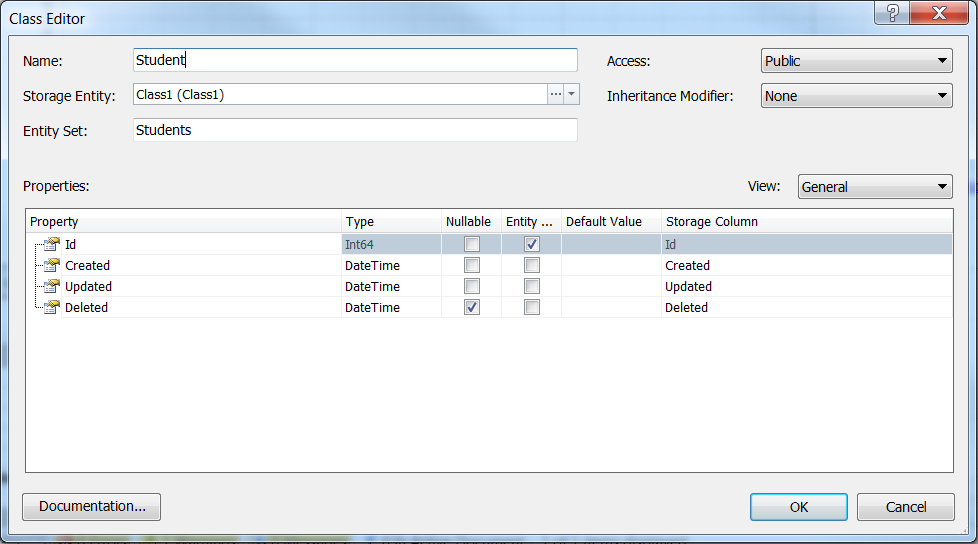 Class Editor
Name: Student Access: Public
Storage Entity: Class1 (Class1) ... Inheritance Modifier: None
Entity Set: Students
Properties: View: General
Property Type Nullable Entity ... Default Value Storage Column
Id Int64 Id
Created DateTime Created
Updated DateTime Updated
Deleted DateTime Deleted
Documentation... OK Cancel